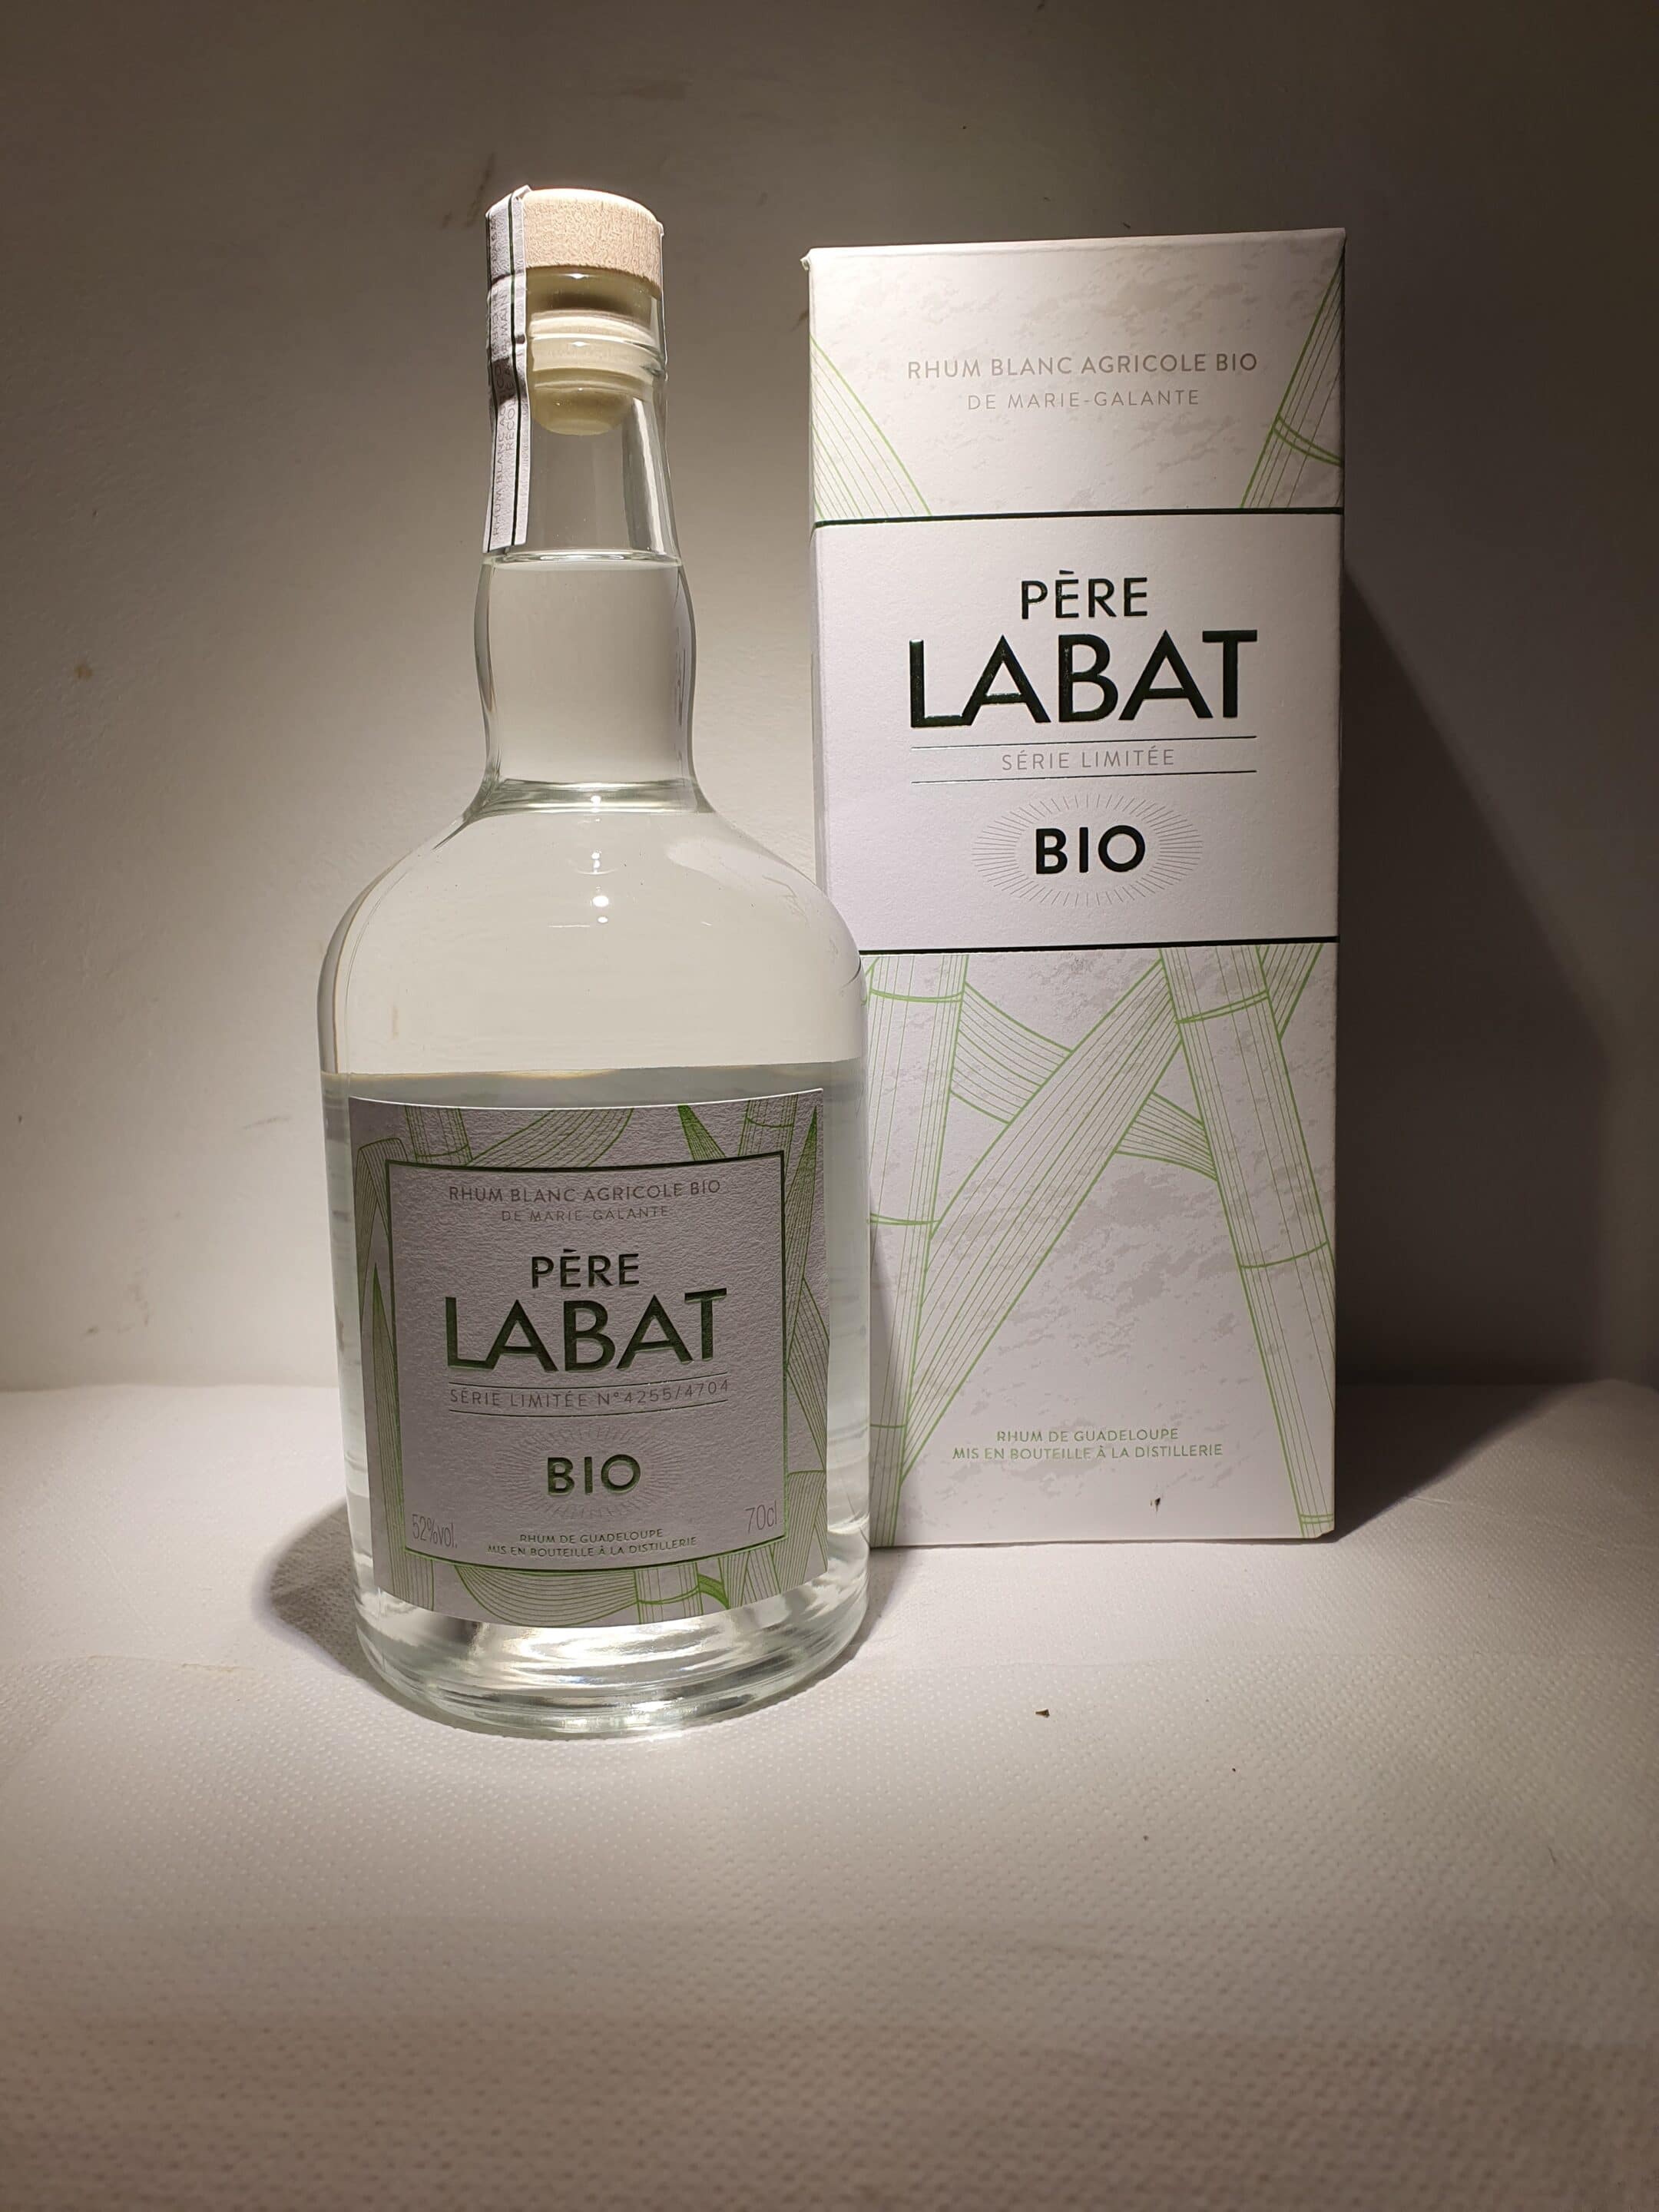 RHUM BLANC AGRICOLE BIO
DE MARIE-GALANTE
PÈRE
LABAT
SÉRIE LIMITÉE
BIO
RHUM DE GUADELOUPE
MIS EN BOUTEILLE À LA DISTILLERIE
RHUM BLANC
RHUM BLANC AGRICOLE BIO
DE MARIE-GALANTE
PÈRE
LABAT
SÉRIE LIMITÉE N°4255/4704
BIO
52%vol.
70cl
RHUM DE GUADELOUPE
MIS EN BOUTEILLE À LA DISTILLERIE